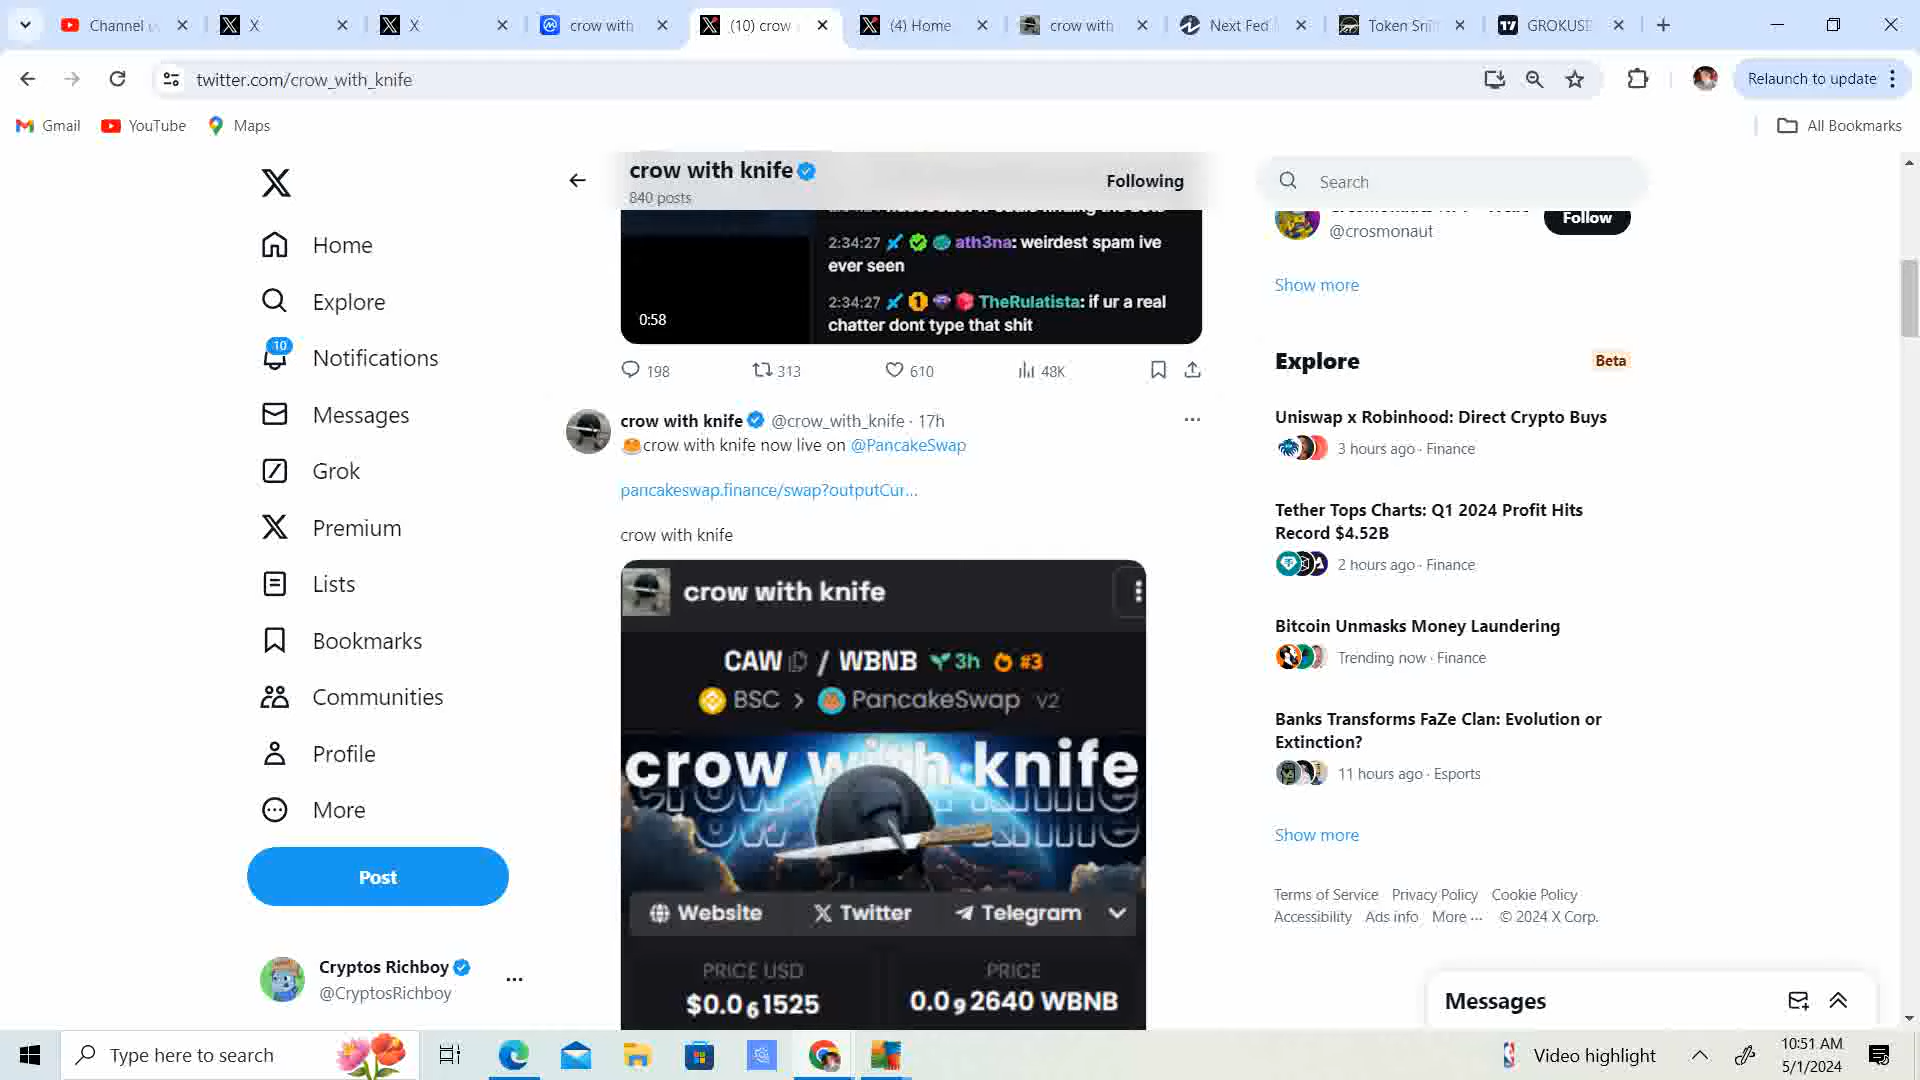 Channel
X
X
crow with
(10) crow
(4) Home
crow with
Next Fed
Token Sni
GROKUSD
twitter.com/crow_with_knife
Relaunch to update
Gmail
YouTube
Maps
All Bookmarks
crow with knife
840 posts
Following
Search
@crosmonaut
Follow
Show more
2:34:27 ath3na: weirdest spam ive
ever seen
2:34:27 TheRulatista: if ur a real
chatter dont type that shit
0:58
198
313
610
48K
Home
Explore
10
Notifications
Messages
Grok
Premium
Lists
Bookmarks
Communities
Profile
More
Post
Cryptos Richboy
@CryptosRichboy
crow with knife @crow_with_knife · 17h
crow with knife now live on @PancakeSwap
pancakeswap.finance/swap?outputCur...
crow with knife
crow with knife
CAW / WBNB 3h #3
BSC > PancakeSwap V2
crow with knife
Website
Twitter
Telegram
PRICE USD
$0.0₆1525
PRICE
0.0₉2640 WBNB
Explore
Beta
Uniswap x Robinhood: Direct Crypto Buys
3 hours ago · Finance
Tether Tops Charts: Q1 2024 Profit Hits
Record $4.52B
2 hours ago · Finance
Bitcoin Unmasks Money Laundering
Trending now · Finance
Banks Transforms FaZe Clan: Evolution or
Extinction?
11 hours ago · Esports
Show more
Terms of Service Privacy Policy Cookie Policy
Accessibility Ads info More ··· © 2024 X Corp.
Messages
Type here to search
Video highlight
10:51 AM
5/1/2024